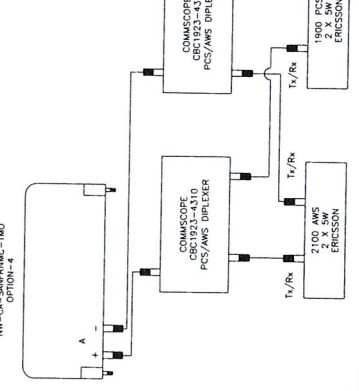 OPTION-4
A
+ -
COMMSCOPE
CBC1923-4310
PCS/AWS DIPLEXER
COMMSCOPE
PCS/AWS DIPLEXER
Tx/Rx
Tx/Rx
Tx/Rx
2100 AWS
2 X 5W
ERICSSON
1900 PCS
2 X 5W
ERICSSON